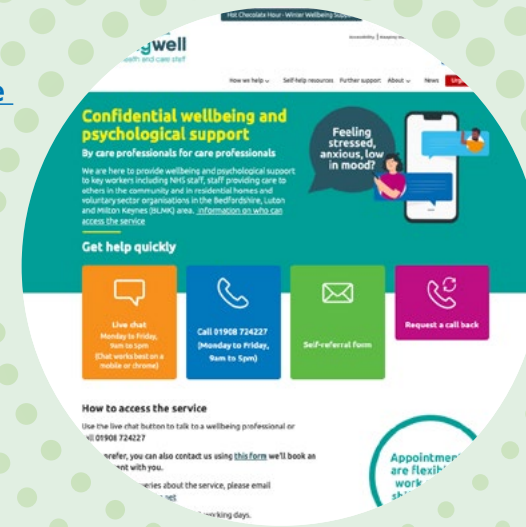 Hot Chocolate Hour - Winter Wellbeing
well
care staff
How we help Self-help resources Further support About News
Confidential wellbeing and
psychological support
By care professionals for care professionals
We are here to provide wellbeing and psychological support
to key workers including NHS staff, staff providing care to
others in the community and in residential homes and
voluntary sector organisations in the Bedfordshire, Luton
and Milton Keynes (BLMK) area. Information on who can
access the service
Feeling
stressed,
anxious, low
in mood?
Get help quickly
Live chat
Monday to Friday,
9am to 5pm
(Chat works best on a
mobile or chrome)
Call 01908 724227
(Monday to Friday,
9am to 5pm)
Self-referral form
Request a call back
How to access the service
Use the live chat button to talk to a wellbeing professional or
01908 724227
prefer, you can also contact us using this form we'll book an
with you.
about the service, please email
working days.
Appointmen
are flexib
work